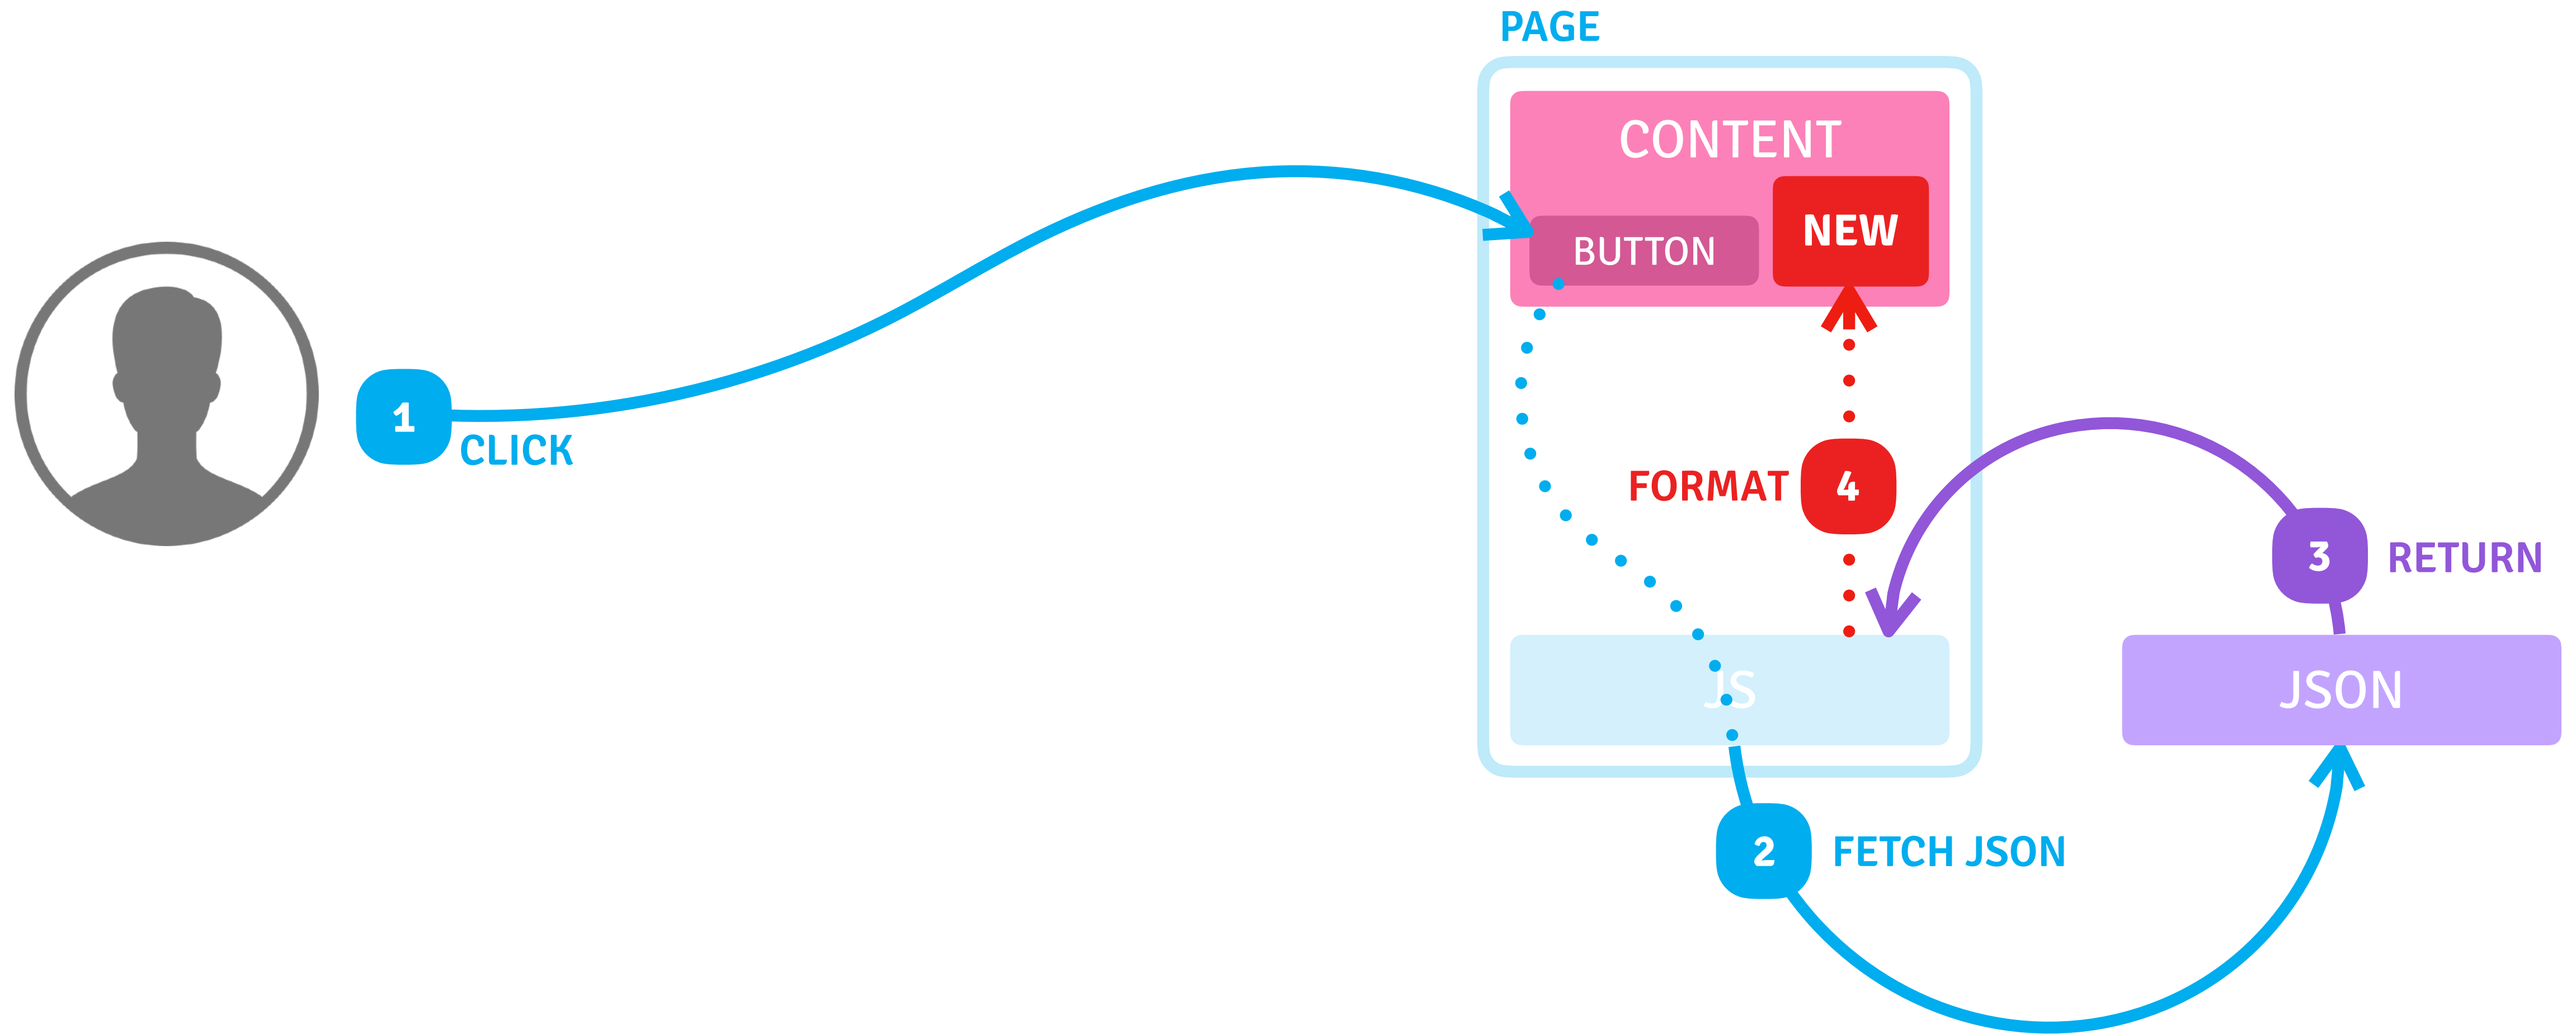 PAGE
CONTENT
NEW
BUTTON
1
CLICK
FORMAT
4
3
RETURN
JS
JSON
2
FETCH JSON